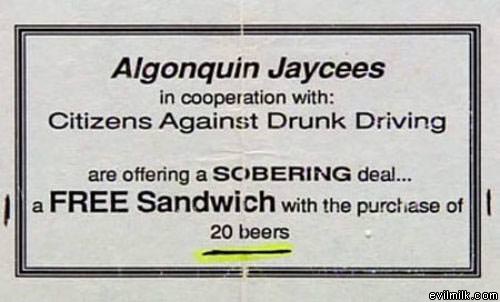 Algonquin Jaycees
in cooperation with:
Citizens Against Drunk Driving
are offering a SOBERING deal...
a FREE Sandwich with the purchase of
20 beers
evilmilk.com